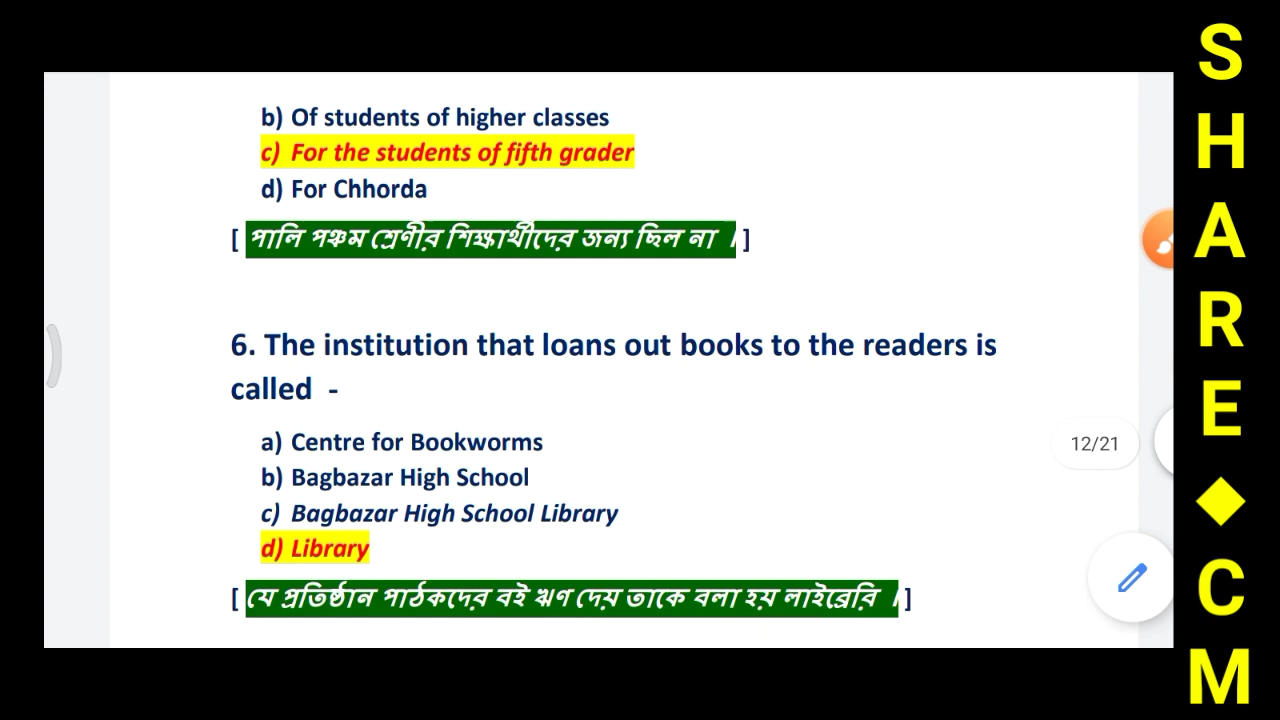 b) Of students of higher classes
c) For the students of fifth grader
d) For Chhorda
[ পালি পঞ্চম শ্রেণীর শিক্ষার্থীদের জন্য ছিল না । ]
6. The institution that loans out books to the readers is
called -
a) Centre for Bookworms
b) Bagbazar High School
c) Bagbazar High School Library
d) Library
[ যে প্রতিষ্ঠান পাঠকদের বই ঋণ দেয় তাকে বলা হয় লাইব্রেরি । ]
12/21
SHARE◆CM